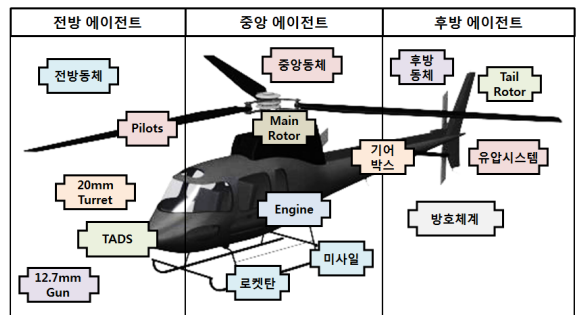 전방 에이전트
중앙 에이전트
후방 에이전트
전방동체
Pilots
20mm
Turret
TADS
12.7mm
Gun
중앙동체
Main
Rotor
Engine
미사일
로켓탄
후방
동체
Tail
Rotor
기어
박스
유압시스템
방호체계